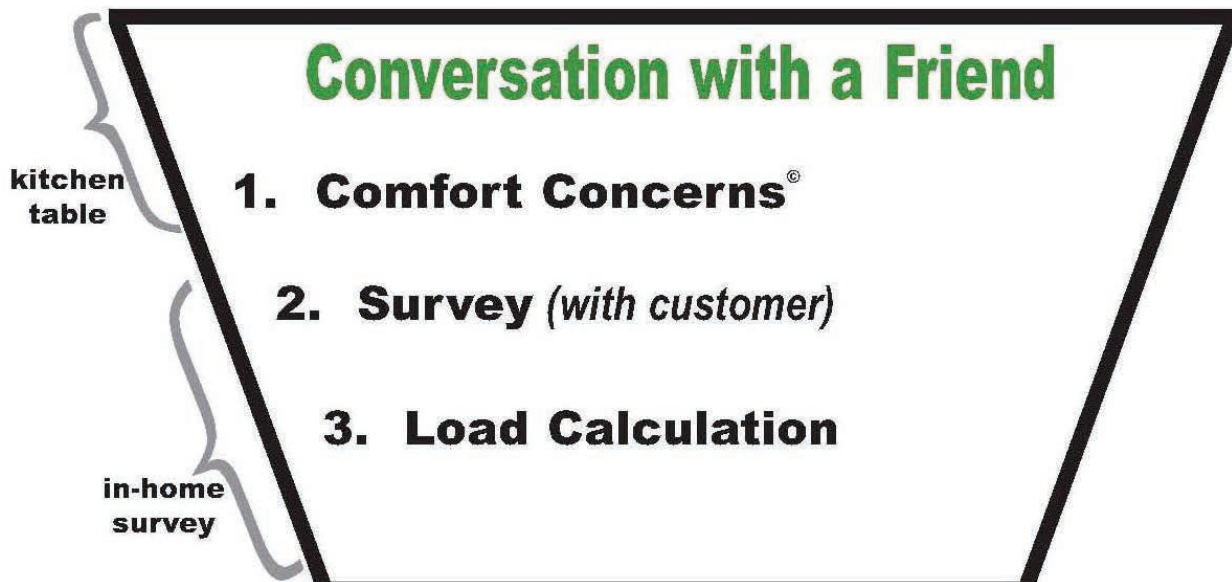 Conversation with a Friend
kitchen
table
1. Comfort Concerns©
2. Survey (with customer)
3. Load Calculation
in-home
survey